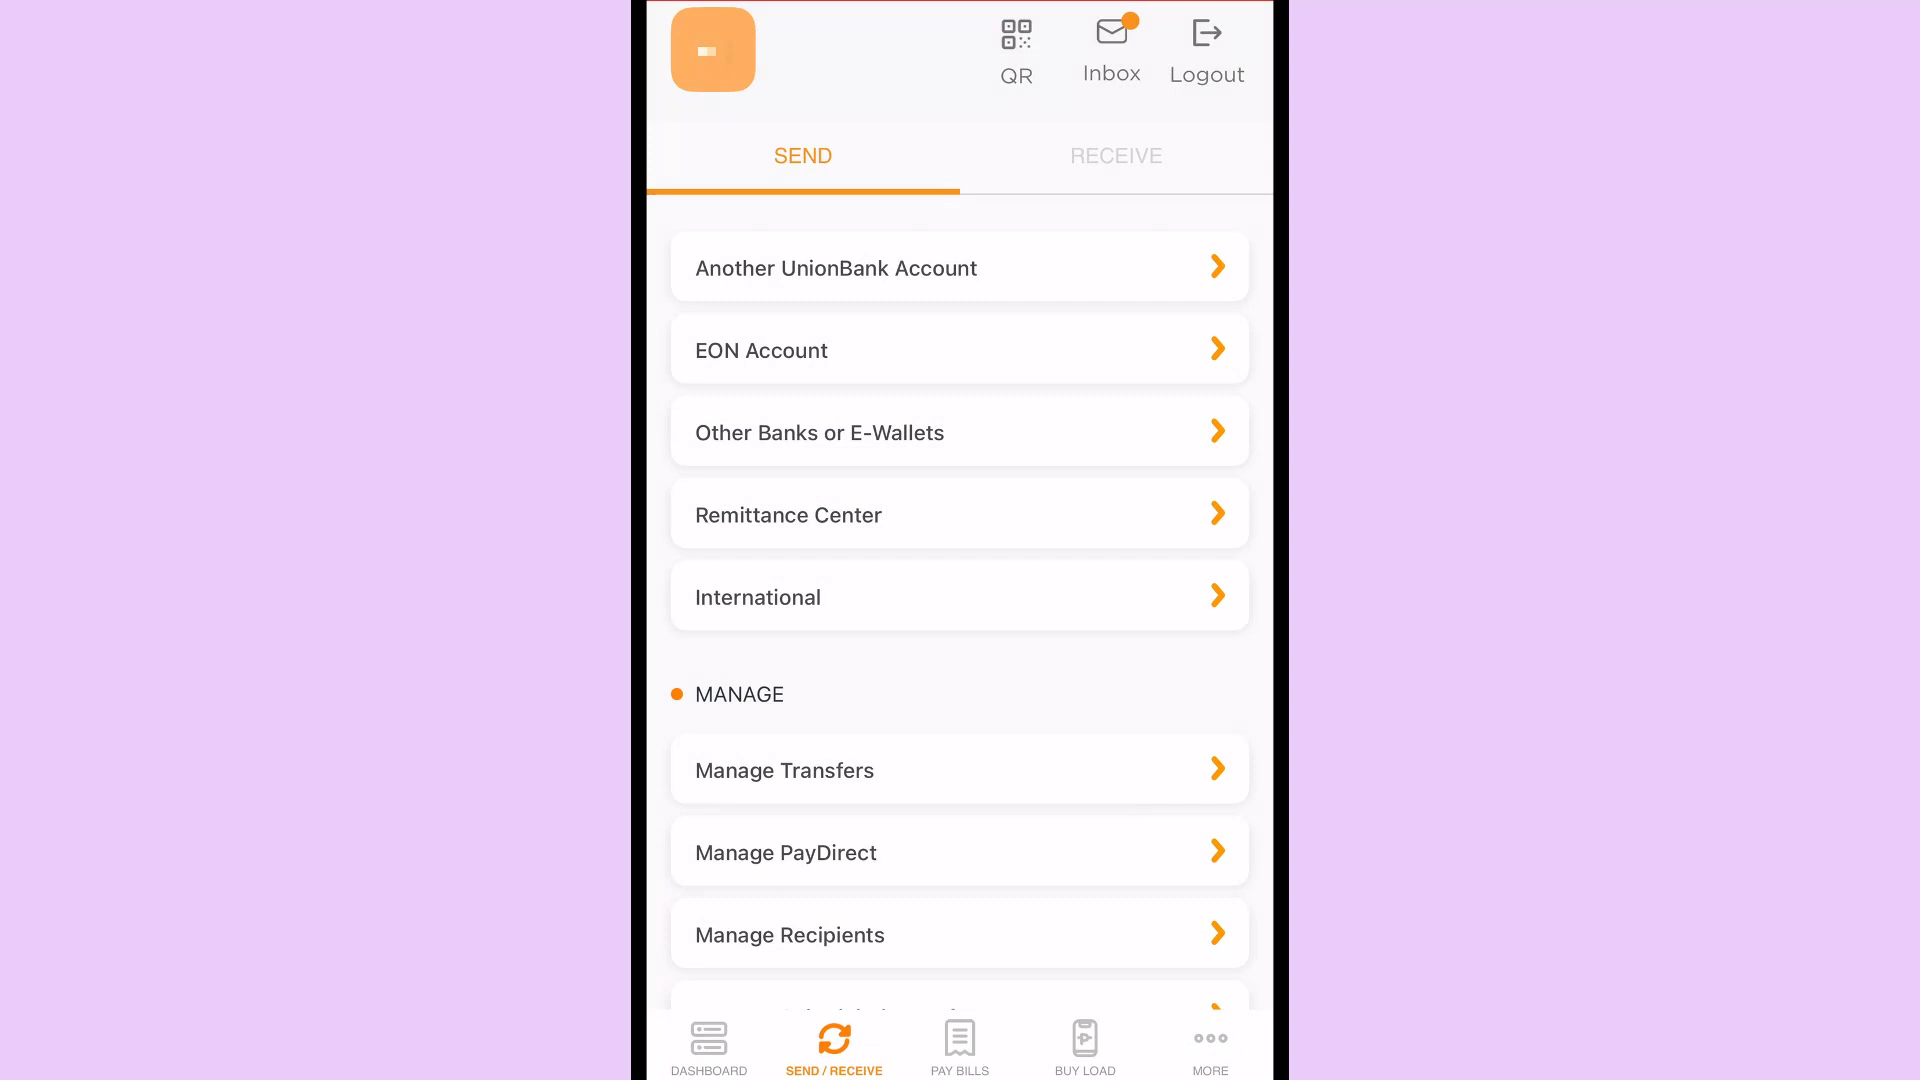 QR
Inbox
Logout
SEND
RECEIVE
Another UnionBank Account
EON Account
Other Banks or E-Wallets
Remittance Center
International
MANAGE
Manage Transfers
Manage PayDirect
Manage Recipients
DASHBOARD
SEND / RECEIVE
PAY BILLS
BUY LOAD
MORE